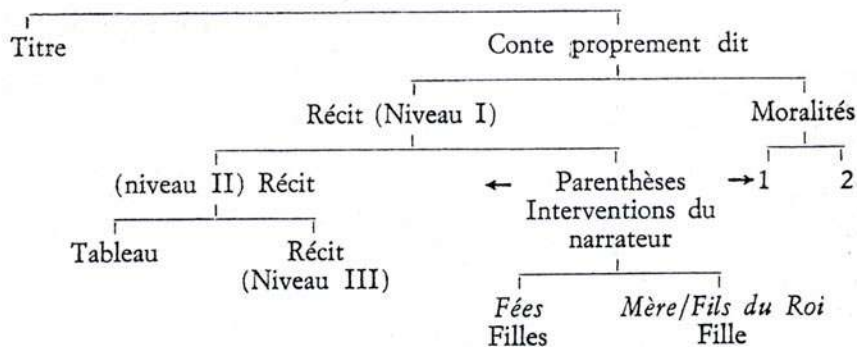 Titre
Conte proprement dit
Récit (Niveau I)
Moralités
(niveau II) Récit
← Parenthèses → 1 2
Interventions du
narrateur
Tableau
Récit
(Niveau III)
Fées
Filles
Mère/Fils du Roi
Fille